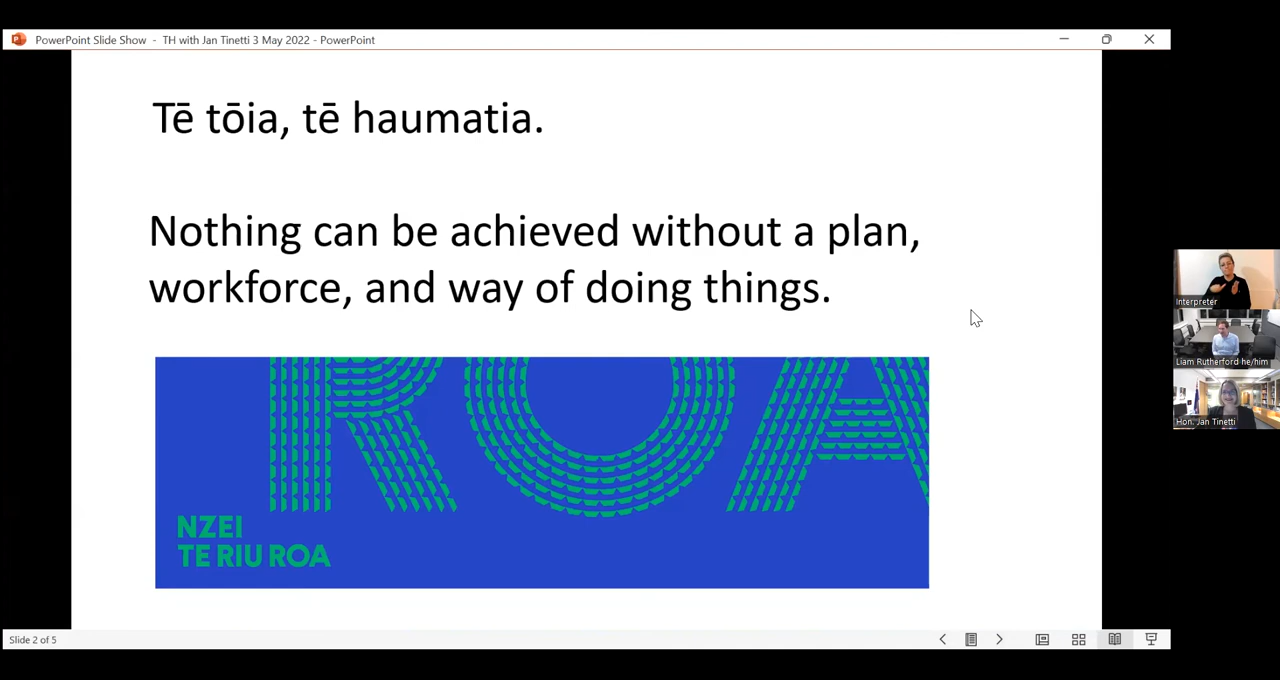 PowerPoint Slide Show - TH with Jan Tinetti 3 May 2022 - PowerPoint
Tē tōia, tē haumatia.
Nothing can be achieved without a plan,
workforce, and way of doing things.
ROA
NZEI
TE RIU ROA
Interpreter
Liam Rutherford he/him
Hon. Jan Tinetti
Slide 2 of 5